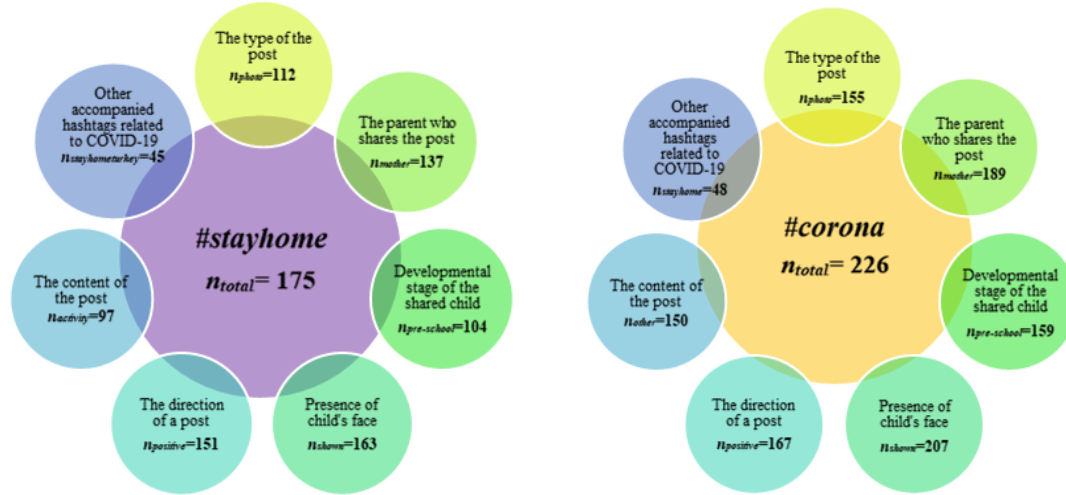 The type of the
post
nphoto=112
Other
accompanied
hashtags related
to COVID-19
nstayhometurkey=45
The parent who
shares the post
nmother=137
#stayhome
ntotal= 175
The content of
the post
nactivity=97
Developmental
stage of the
shared child
npre-school=104
The direction
of a post
npositive=151
Presence of
child's face
nshown=163
The type of the
post
nphoto=155
Other
accompanied
hashtags related
to COVID-19
nstayhome=48
The parent
who shares the
post
nmother=189
#corona
ntotal= 226
The content of
the post
nother=150
Developmental
stage of the
shared child
npre-school=159
The direction
of a post
npositive=167
Presence of
child's face
nshown=207